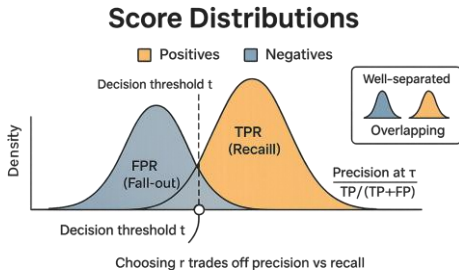 Score Distributions
Positives
Negatives
Decision threshold t
Well-separated
Overlapping
Density
FPR
(Fall-out)
TPR
(Recaill)
Precision at τ
TP/(TP+FP)
Decision threshold t
Choosing r trades off precision vs recall